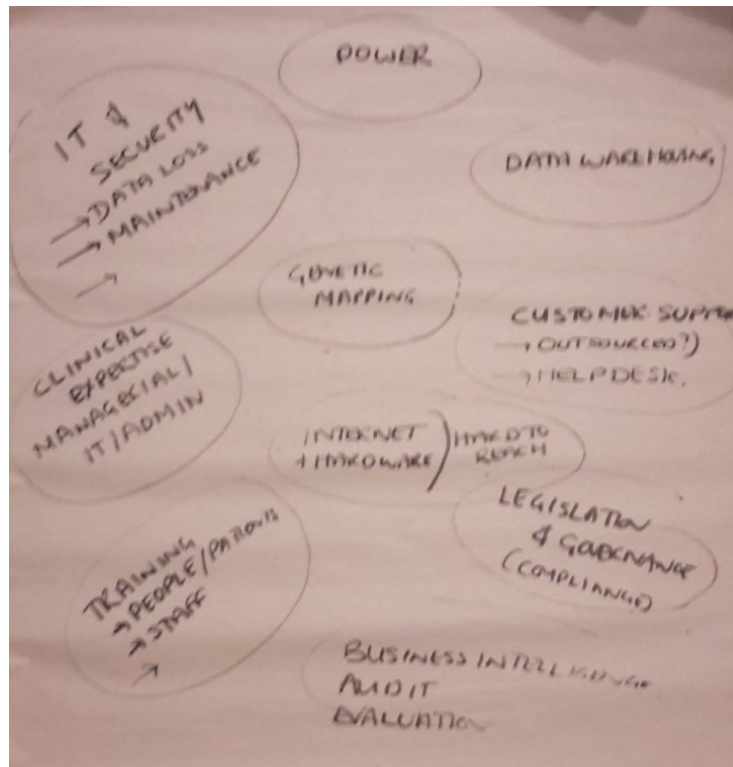 POWER
IT &
SECURITY
→ DATA LOSS
→ MAINTENANCE
→
DATA WAREHOUSING
GENETIC
MAPPING
CUSTOMER SUPPO
→ OUTSOURCED?)
→ HELPDESK.
CLINICAL
EXPERTISE
MANAGERIAL/
IT/ADMIN
INTERNET
+ HARDWARE
HARD TO
REACH
LEGISLATION
& GOVERNANCE
(COMPLIANCE)
TRAINING
→ PEOPLE/PATIENTS
→ STAFF
→
BUSINESS INTELLIGENCE
AUDIT
EVALUATION